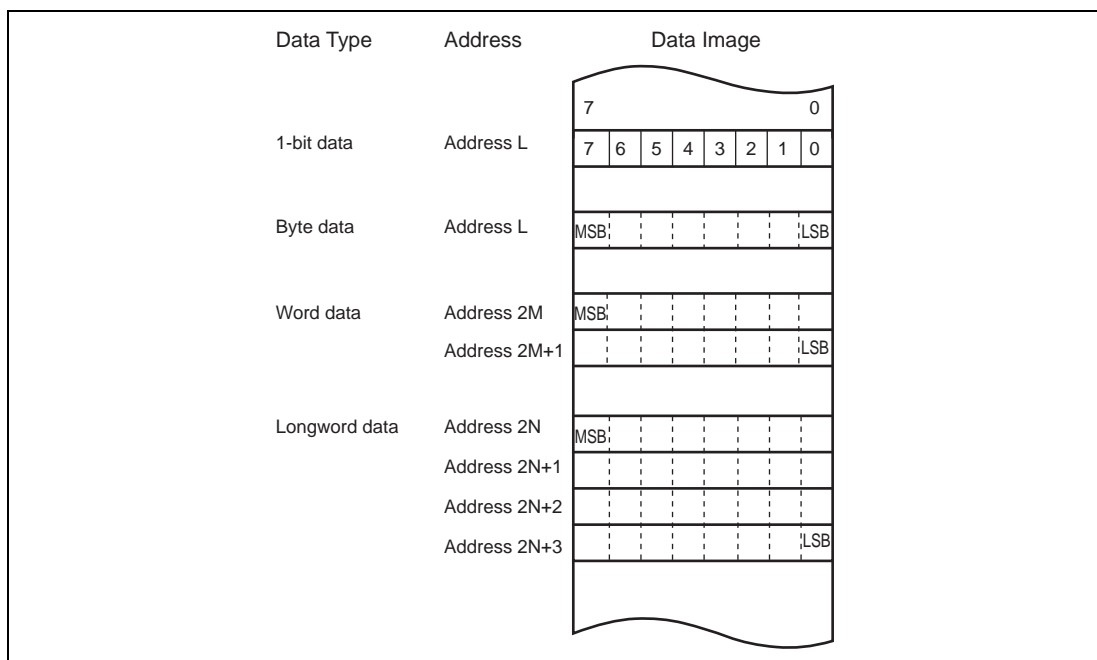 Data Type Address Data Image
7 0
1-bit data Address L 7 6 5 4 3 2 1 0
Byte data Address L MSB LSB
Word data Address 2M MSB
Address 2M+1 LSB
Longword data Address 2N MSB
Address 2N+1
Address 2N+2
Address 2N+3 LSB